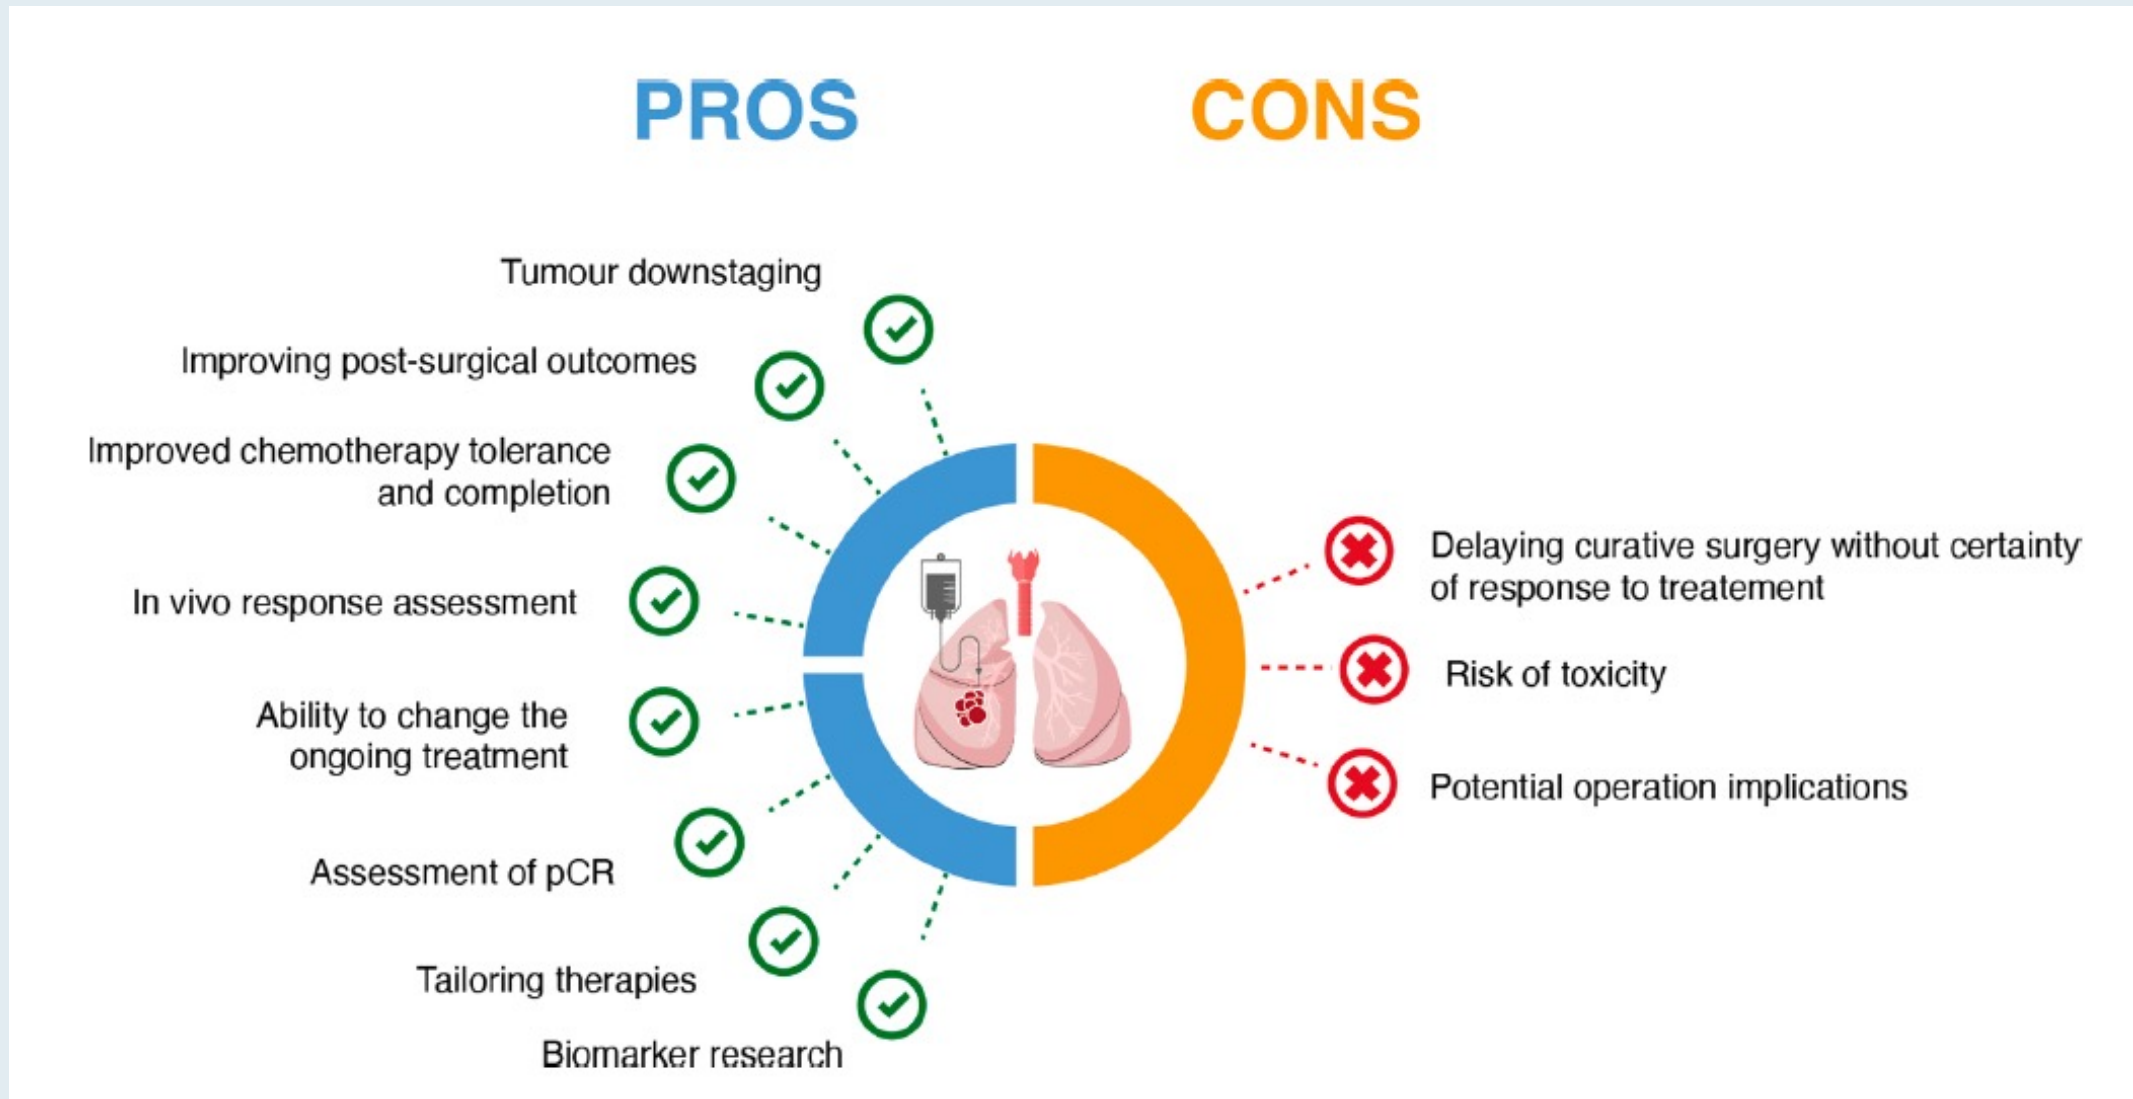 PROS
CONS
Tumour downstaging
Improving post-surgical outcomes
Improved chemotherapy tolerance
and completion
In vivo response assessment
Ability to change the
ongoing treatment
Assessment of pCR
Tailoring therapies
Biomarker research
Delaying curative surgery without certainty
of response to treatement
Risk of toxicity
Potential operation implications